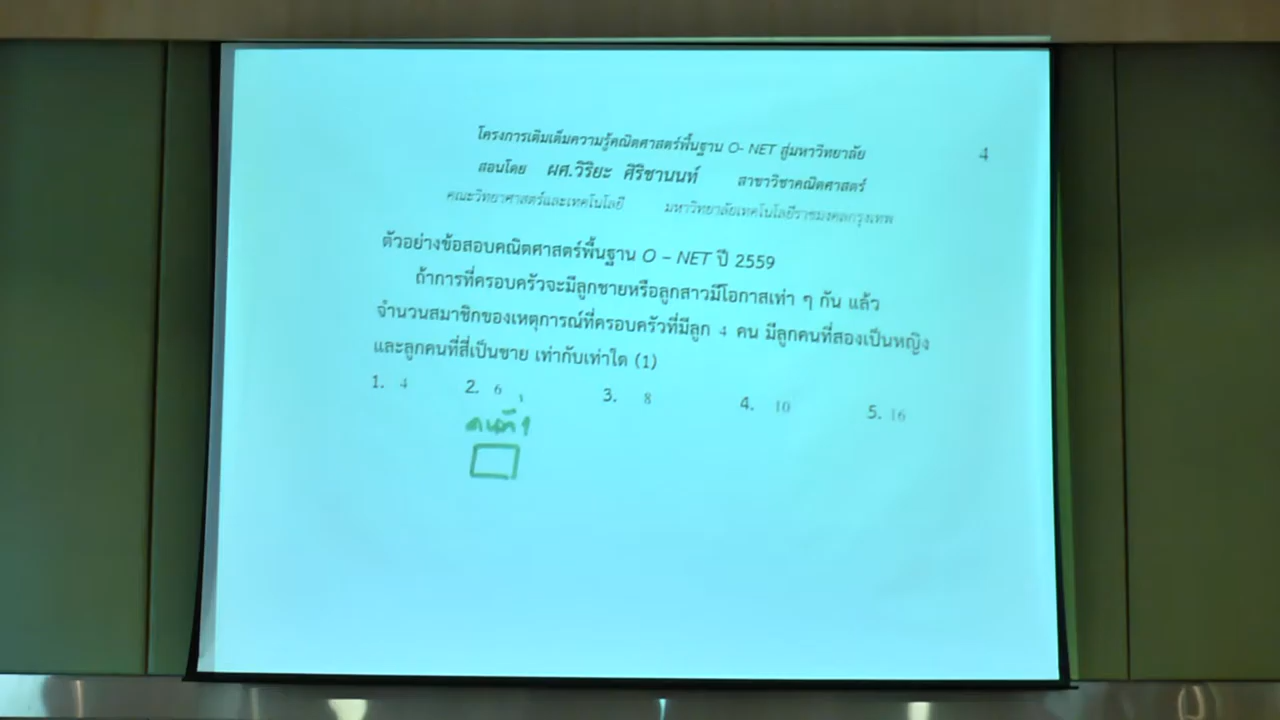 โครงการเติมเต็มความรู้คณิตศาสตร์พื้นฐาน O- NET สู่มหาวิทยาลัย 4
สอนโดย ผศ.วิริยะ ศิริชานนท์ สาขาวิชาคณิตศาสตร์
คณะวิทยาศาสตร์และเทคโนโลยี มหาวิทยาลัยเทคโนโลยีราชมงคลกรุงเทพ
ตัวอย่างข้อสอบคณิตศาสตร์พื้นฐาน O – NET ปี 2559
ถ้าการที่ครอบครัวจะมีลูกชายหรือลูกสาวมีโอกาสเท่า ๆ กัน แล้ว
จำนวนสมาชิกของเหตุการณ์ที่ครอบครัวที่มีลูก 4 คน มีลูกคนที่สองเป็นหญิง
และลูกคนที่สี่เป็นชาย เท่ากับเท่าใด (1)
1. 4 2. 6 3. 8 4. 10 5. 16
คนที่ 1